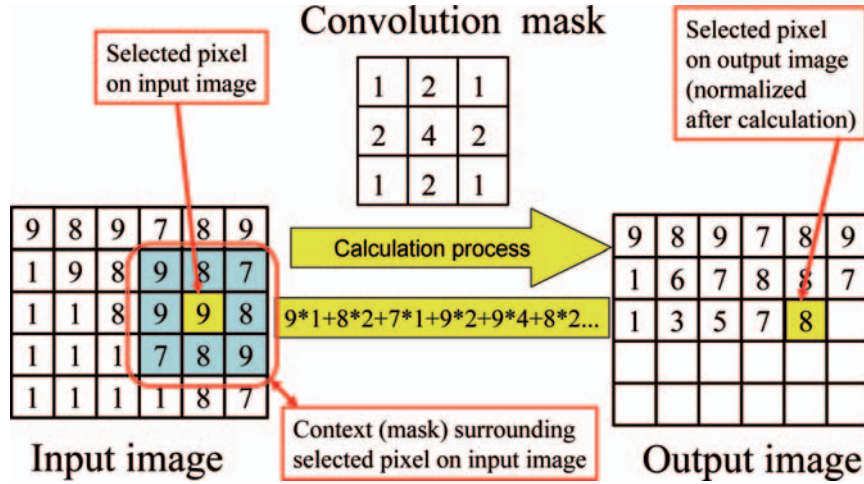 Convolution mask
Selected pixel
on input image
Selected pixel
on output image
(normalized
after calculation)
1 2 1
2 4 2
1 2 1
9 8 9 7 8 9
1 9 8 9 8 7
1 1 8 9 9 8
1 1 1 7 8 9
1 1 1 1 8 7
Calculation process
9*1+8*2+7*1+9*2+9*4+8*2...
9 8 9 7 8 9
1 6 7 8 8 7
1 3 5 7 8
Context (mask) surrounding
selected pixel on input image
Input image
Output image